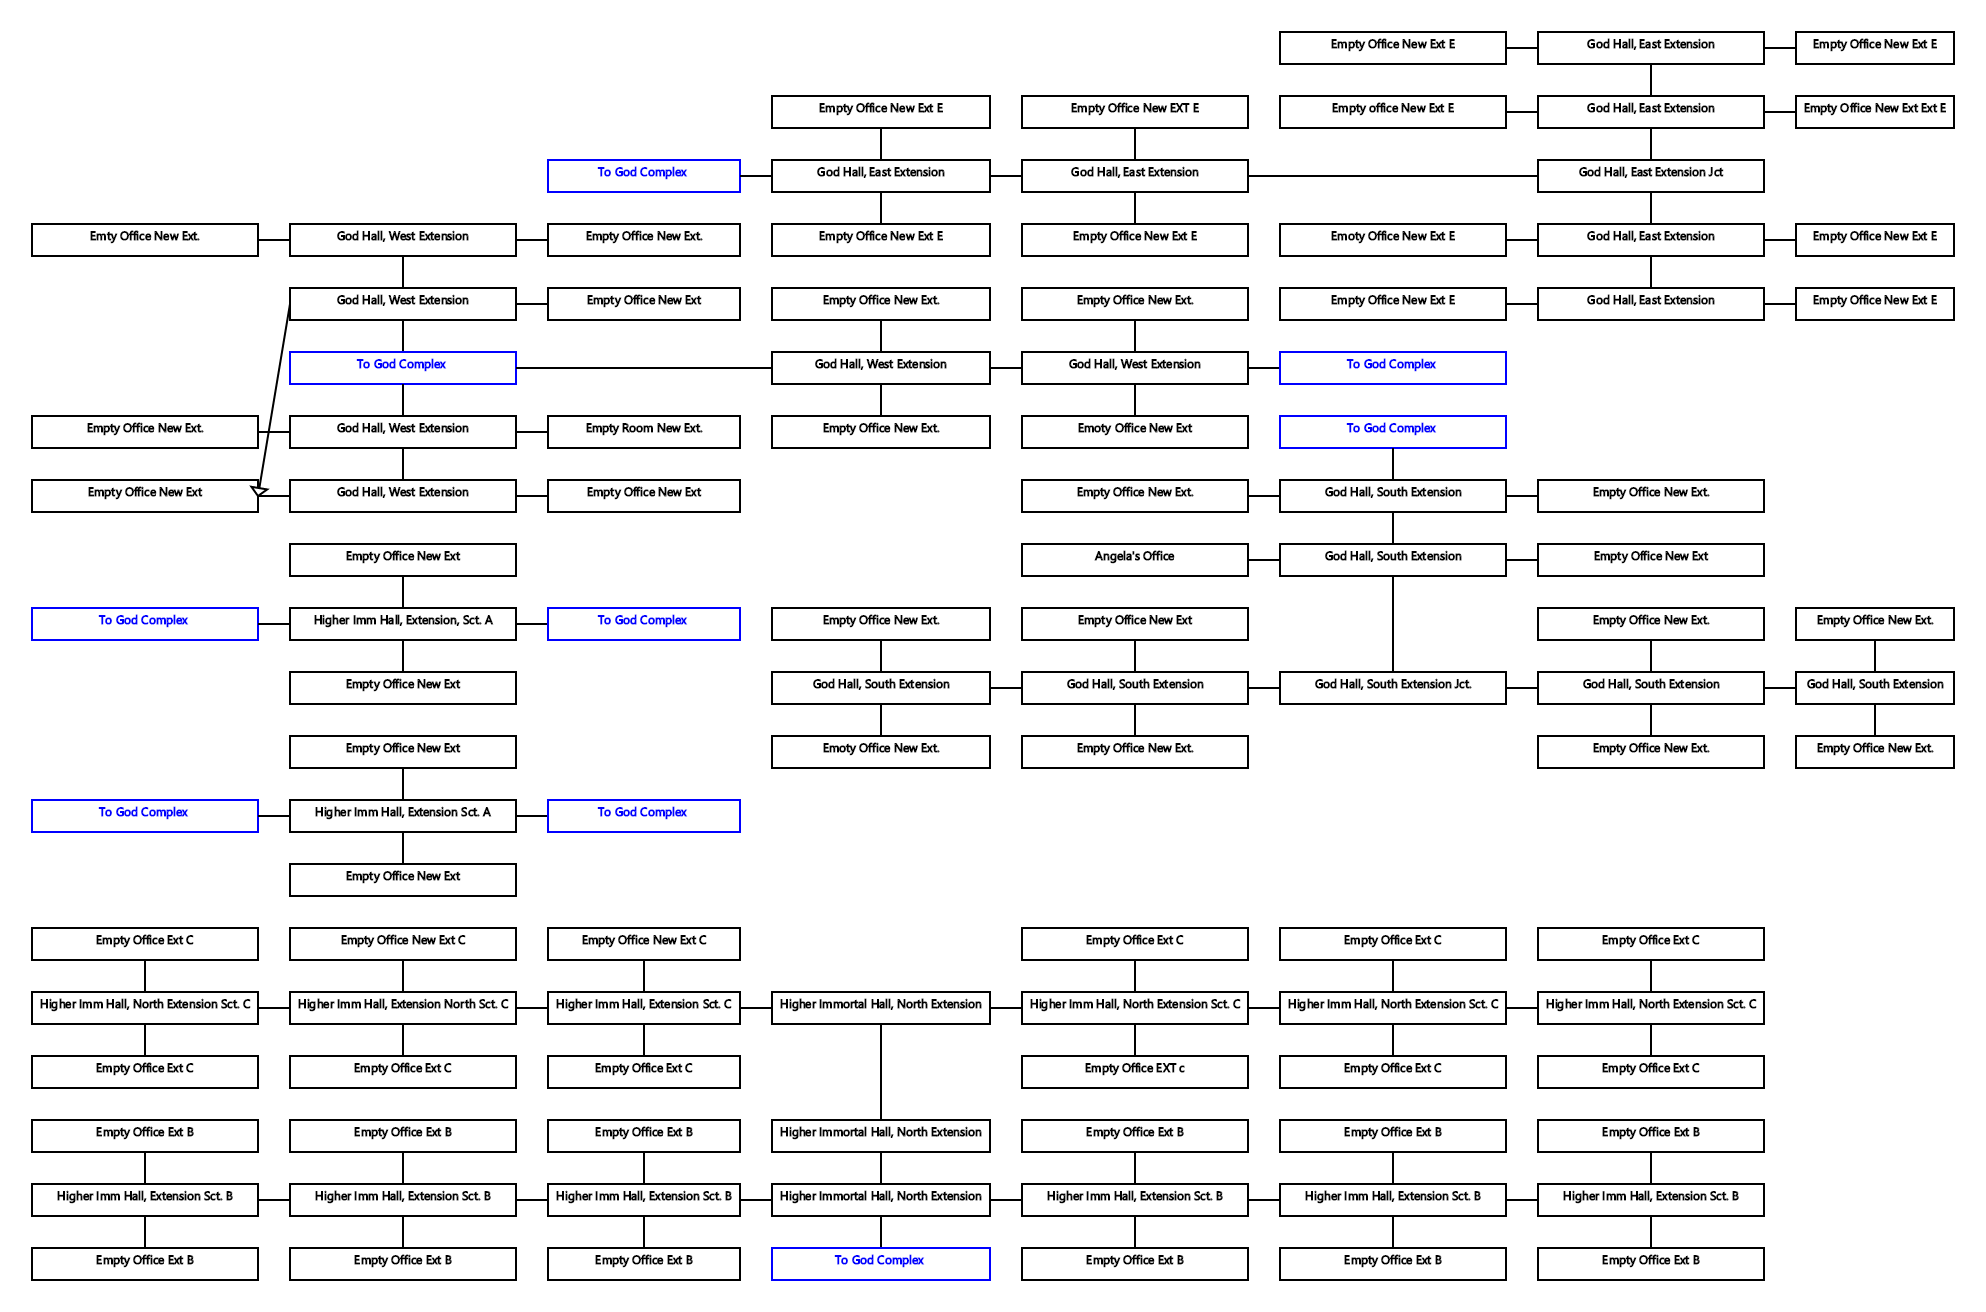 Empty Office New Ext E
God Hall, East Extension
Empty Office New Ext E
Empty Office New Ext E
Empty Office New EXT E
Empty office New Ext E
God Hall, East Extension
Empty Office New Ext Ext E
To God Complex
God Hall, East Extension
God Hall, East Extension
God Hall, East Extension Jct
Emty Office New Ext.
God Hall, West Extension
Empty Office New Ext.
Empty Office New Ext E
Empty Office New Ext E
Emoty Office New Ext E
God Hall, East Extension
Empty Office New Ext E
God Hall, West Extension
Empty Office New Ext
Empty Office New Ext.
Empty Office New Ext.
Empty Office New Ext E
God Hall, East Extension
Empty Office New Ext E
To God Complex
God Hall, West Extension
God Hall, West Extension
To God Complex
Empty Office New Ext.
God Hall, West Extension
Empty Room New Ext.
Empty Office New Ext.
Emoty Office New Ext
To God Complex
Empty Office New Ext
God Hall, West Extension
Empty Office New Ext
Empty Office New Ext.
God Hall, South Extension
Empty Office New Ext.
Empty Office New Ext
Angela's Office
God Hall, South Extension
Empty Office New Ext
To God Complex
Higher Imm Hall, Extension, Sct. A
To God Complex
Empty Office New Ext.
Empty Office New Ext
Empty Office New Ext.
Empty Office New Ext.
Empty Office New Ext
God Hall, South Extension
God Hall, South Extension
God Hall, South Extension Jct.
God Hall, South Extension
God Hall, South Extension
Empty Office New Ext
Emoty Office New Ext.
Empty Office New Ext.
Empty Office New Ext.
Empty Office New Ext.
To God Complex
Higher Imm Hall, Extension Sct. A
To God Complex
Empty Office New Ext
Empty Office Ext C
Empty Office New Ext C
Empty Office New Ext C
Empty Office Ext C
Empty Office Ext C
Empty Office Ext C
Higher Imm Hall, North Extension Sct. C
Higher Imm Hall, Extension North Sct. C
Higher Imm Hall, Extension Sct. C
Higher Immortal Hall, North Extension
Higher Imm Hall, North Extension Sct. C
Higher Imm Hall, North Extension Sct. C
Higher Imm Hall, North Extension Sct. C
Empty Office Ext C
Empty Office Ext C
Empty Office Ext C
Empty Office EXT c
Empty Office Ext C
Empty Office Ext C
Empty Office Ext B
Empty Office Ext B
Empty Office Ext B
Higher Immortal Hall, North Extension
Empty Office Ext B
Empty Office Ext B
Empty Office Ext B
Higher Imm Hall, Extension Sct. B
Higher Imm Hall, Extension Sct. B
Higher Imm Hall, Extension Sct. B
Higher Immortal Hall, North Extension
Higher Imm Hall, Extension Sct. B
Higher Imm Hall, Extension Sct. B
Higher Imm Hall, Extension Sct. B
Empty Office Ext B
Empty Office Ext B
Empty Office Ext B
To God Complex
Empty Office Ext B
Empty Office Ext B
Empty Office Ext B